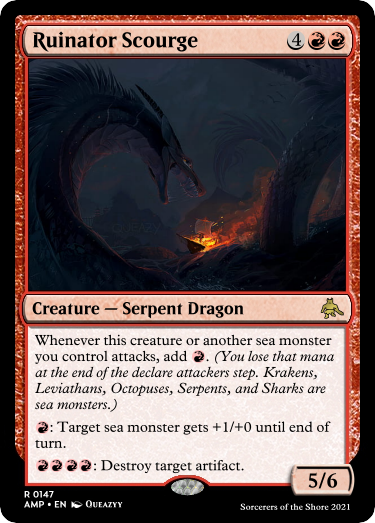 Ruinator Scourge 4
Creature — Serpent Dragon
Whenever this creature or another sea monster
you control attacks, add . (You lose that mana
at the end of the declare attackers step. Krakens,
Leviathans, Octopuses, Serpents, and Sharks are
sea monsters.)
: Target sea monster gets +1/+0 until end of
turn.
: Destroy target artifact.
5/6
R 0147
AMP • EN Queazyy
Sorcerers of the Shore 2021